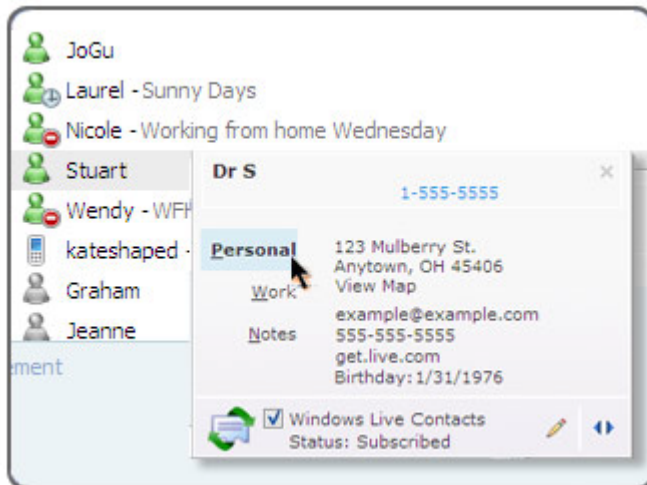 JoGu
Laurel - Sunny Days
Nicole - Working from home Wednesday
Stuart
Wendy - WFH
kateshaped -
Graham
Jeanne
ement
Dr S
1-555-5555
Personal
Work
Notes
123 Mulberry St.
Anytown, OH 45406
View Map
example@example.com
555-555-5555
get.live.com
Birthday: 1/31/1976
Windows Live Contacts
Status: Subscribed